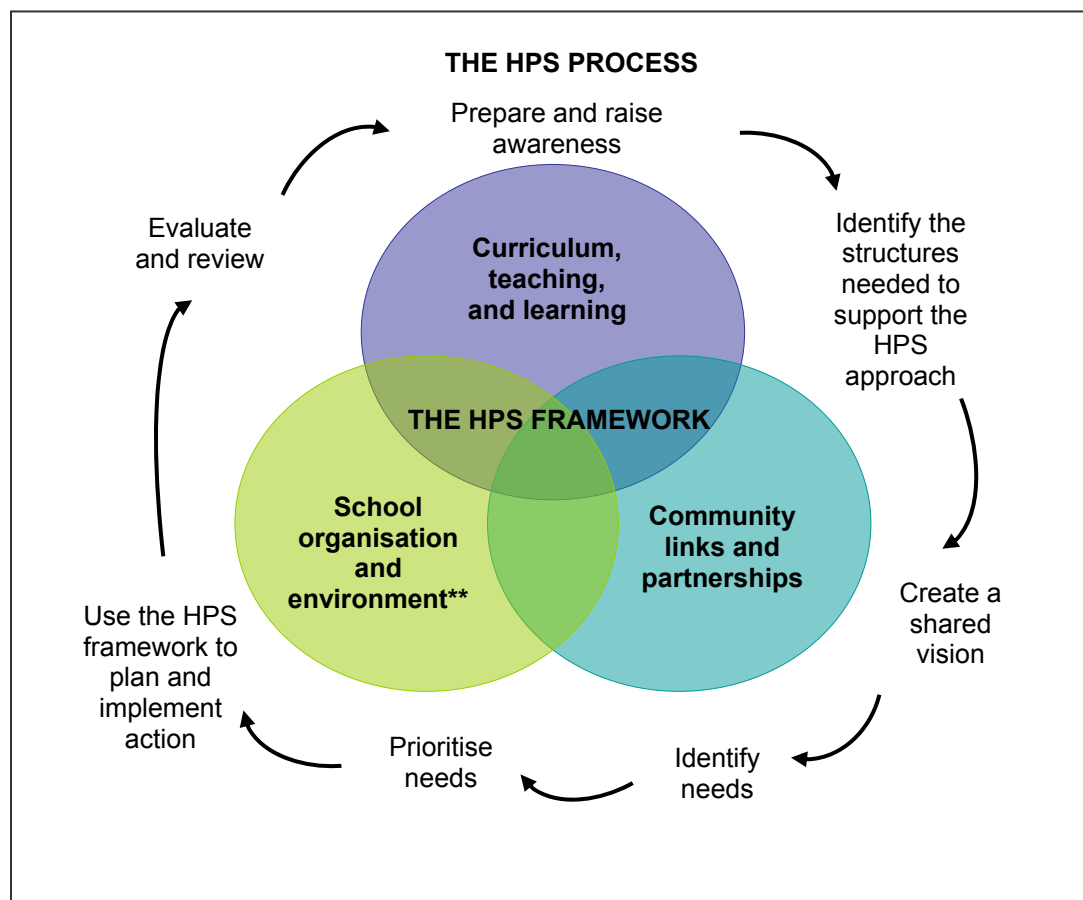 THE HPS PROCESS
Prepare and raise
awareness
Identify the
structures
needed to
support the
HPS
approach
Create a
shared
vision
Identify
needs
Prioritise
needs
Use the HPS
framework to
plan and
implement
action
Evaluate
and review
Curriculum,
teaching,
and learning
THE HPS FRAMEWORK
School
organisation
and
environment**
Community
links and
partnerships